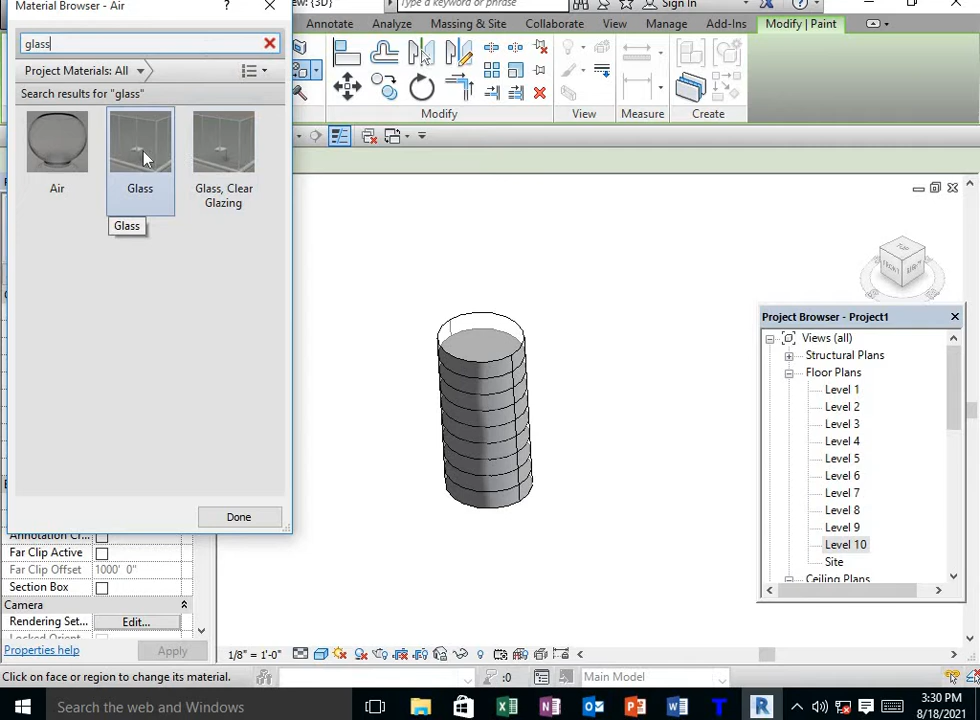 Material Browser - Air
?
View: {3D}
Type a keyword or phrase
Sign In
glass
Annotate
Analyze
Massing & Site
Collaborate
View
Manage
Add-Ins
Modify | Paint
Project Materials: All
Search results for "glass"
Modify
View
Measure
Create
Air
Glass
Glass, Clear Glazing
Glass
TOP
FRONT
Project Browser - Project1
Views (all)
Structural Plans
Floor Plans
Level 1
Level 2
Level 3
Level 4
Level 5
Level 6
Level 7
Level 8
Level 9
Level 10
Site
Ceiling Plans
Done
Far Clip Active
Far Clip Offset
1000' 0"
Section Box
Camera
Rendering Set...
Edit...
Properties help
Apply
1/8" = 1'-0"
Click on face or region to change its material.
:0
Main Model
Search the web and Windows
3:30 PM
8/18/2021